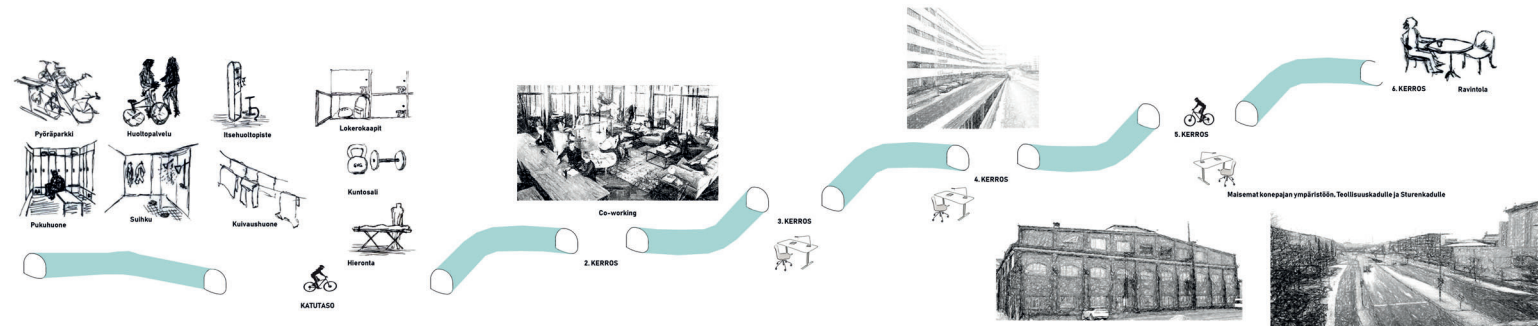 Pyöräparkki
Huoltopalvelu
Itsehuoltopiste
Lokerokaapit
Pukuhuone
Suihku
Kuivaushuone
Kuntosali
Hieronta
KATUTASO
Co-working
2. KERROS
3. KERROS
4. KERROS
5. KERROS
Maisemat konepajan ympäristöön, Teollisuuskadulle ja Sturenkadulle
6. KERROS
Ravintola